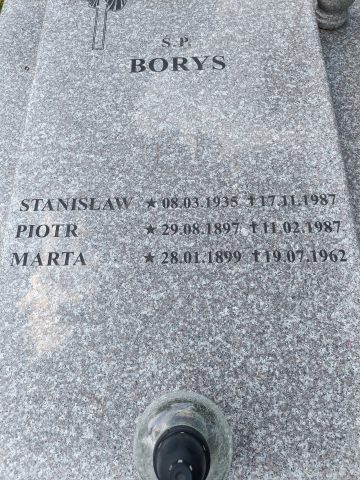 S.P.
BORYS
STANISŁAW ★ 08.03.1935 ✝ 17.11.1987
PIOTR ★ 29.08.1897 ✝ 11.02.1987
MARTA ★ 28.01.1899 ✝ 19.07.1962